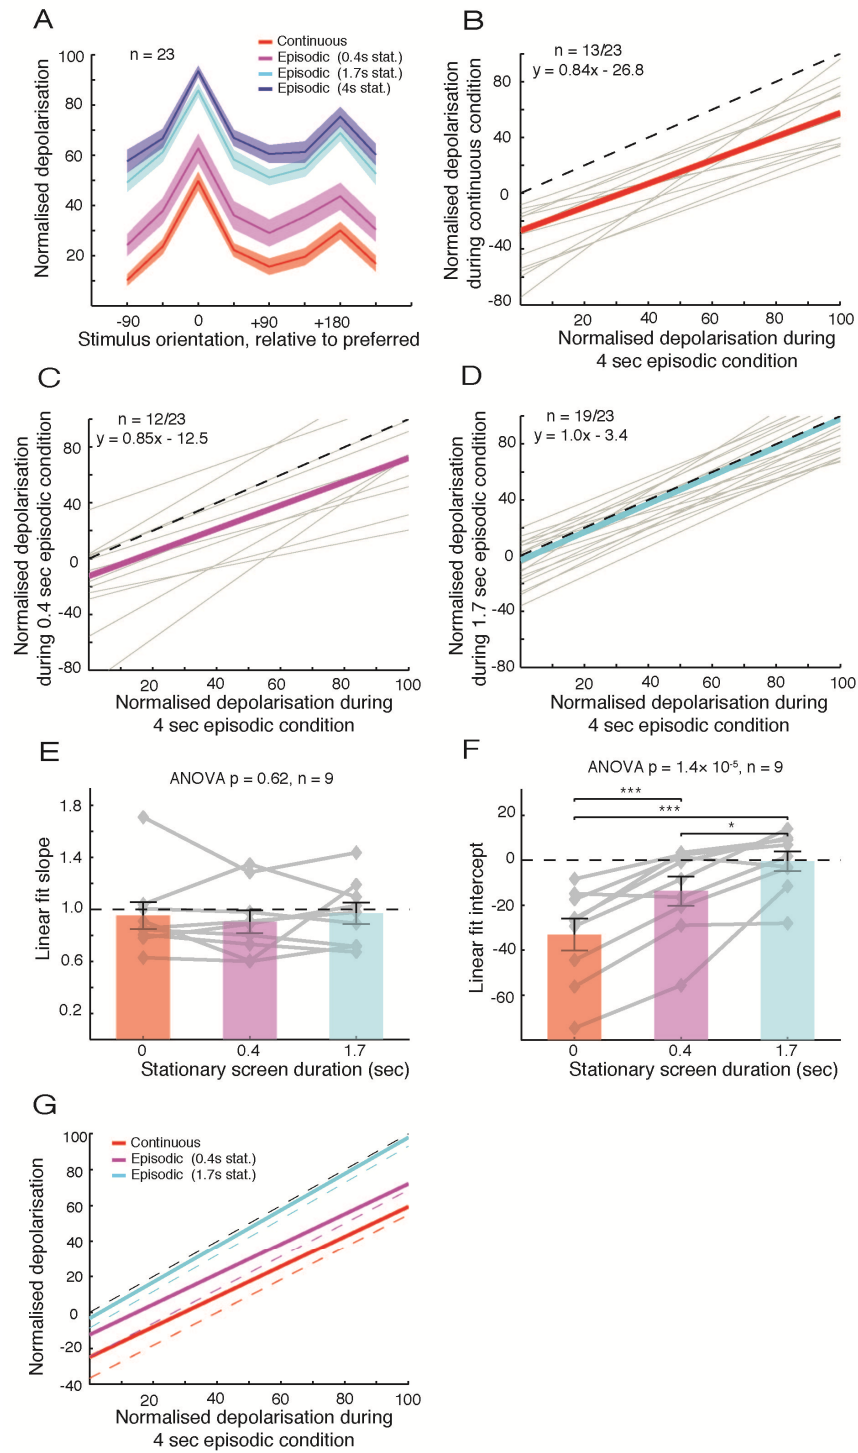 A
n = 23
Continuous
Episodic (0.4s stat.)
Episodic (1.7s stat.)
Episodic (4s stat.)
Normalised depolarisation
100
80
60
40
20
-90
0
+90
+180
Stimulus orientation, relative to preferred
B
n = 13/23
y = 0.84x - 26.8
Normalised depolarisation
during continuous condition
80
40
0
-40
-80
20
40
60
80
100
Normalised depolarisation during
4 sec episodic condition
C
n = 12/23
y = 0.85x - 12.5
Normalised depolarisation
during 0.4 sec episodic condition
80
40
0
-40
-80
20
40
60
80
100
Normalised depolarisation during
4 sec episodic condition
D
n = 19/23
y = 1.0x - 3.4
Normalised depolarisation
during 1.7 sec episodic condition
80
40
0
-40
-80
20
40
60
80
100
Normalised depolarisation during
4 sec episodic condition
E
ANOVA p = 0.62, n = 9
Linear fit slope
1.8
1.4
1.0
0.6
0.2
0
0.4
1.7
Stationary screen duration (sec)
F
ANOVA p = 1.4× 10⁻⁵, n = 9
***
***
*
Linear fit intercept
20
0
-20
-40
-60
0
0.4
1.7
Stationary screen duration (sec)
G
Continuous
Episodic (0.4s stat.)
Episodic (1.7s stat.)
Normalised depolarisation
100
80
60
40
20
0
-20
-40
20
40
60
80
100
Normalised depolarisation during
4 sec episodic condition